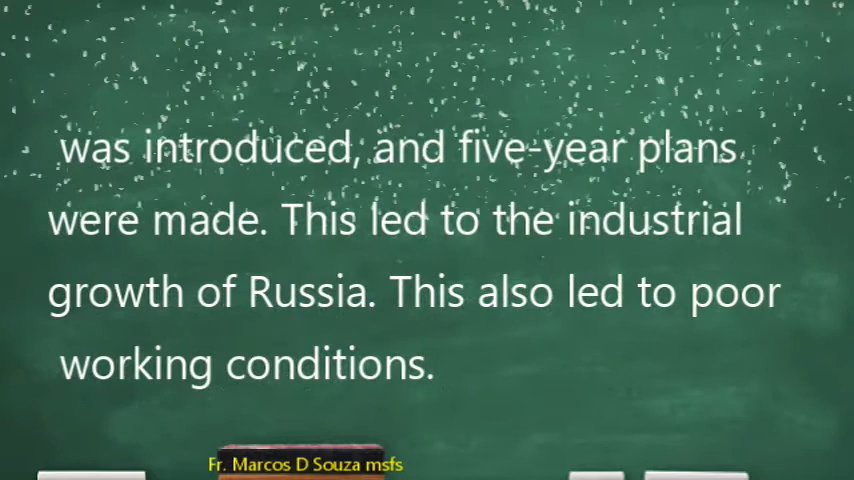 was introduced, and five-year plans
were made. This led to the industrial
growth of Russia. This also led to poor
working conditions.
Fr. Marcos D Souza msfs